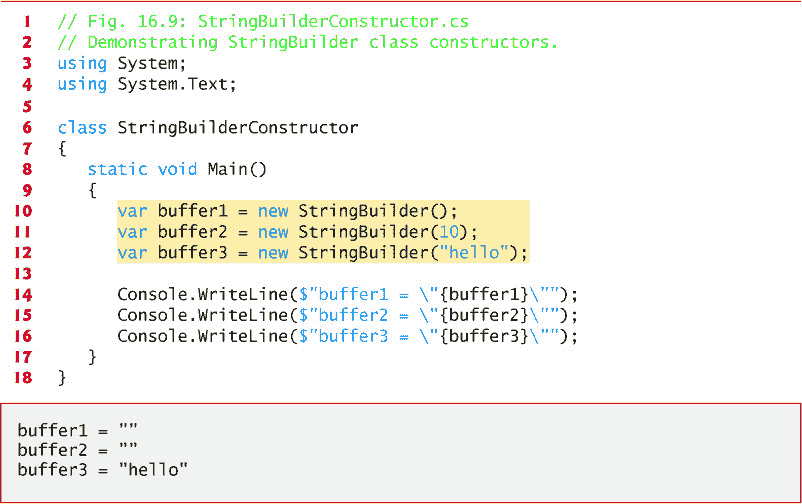 1 // Fig. 16.9: StringBuilderConstructor.cs
2 // Demonstrating StringBuilder class constructors.
3 using System;
4 using System.Text;
5
6 class StringBuilderConstructor
7 {
8 static void Main()
9 {
10 var buffer1 = new StringBuilder();
11 var buffer2 = new StringBuilder(10);
12 var buffer3 = new StringBuilder("hello");
13
14 Console.WriteLine($"buffer1 = \"{buffer1}\"");
15 Console.WriteLine($"buffer2 = \"{buffer2}\"");
16 Console.WriteLine($"buffer3 = \"{buffer3}\"");
17 }
18 }
buffer1 = ""
buffer2 = ""
buffer3 = "hello"